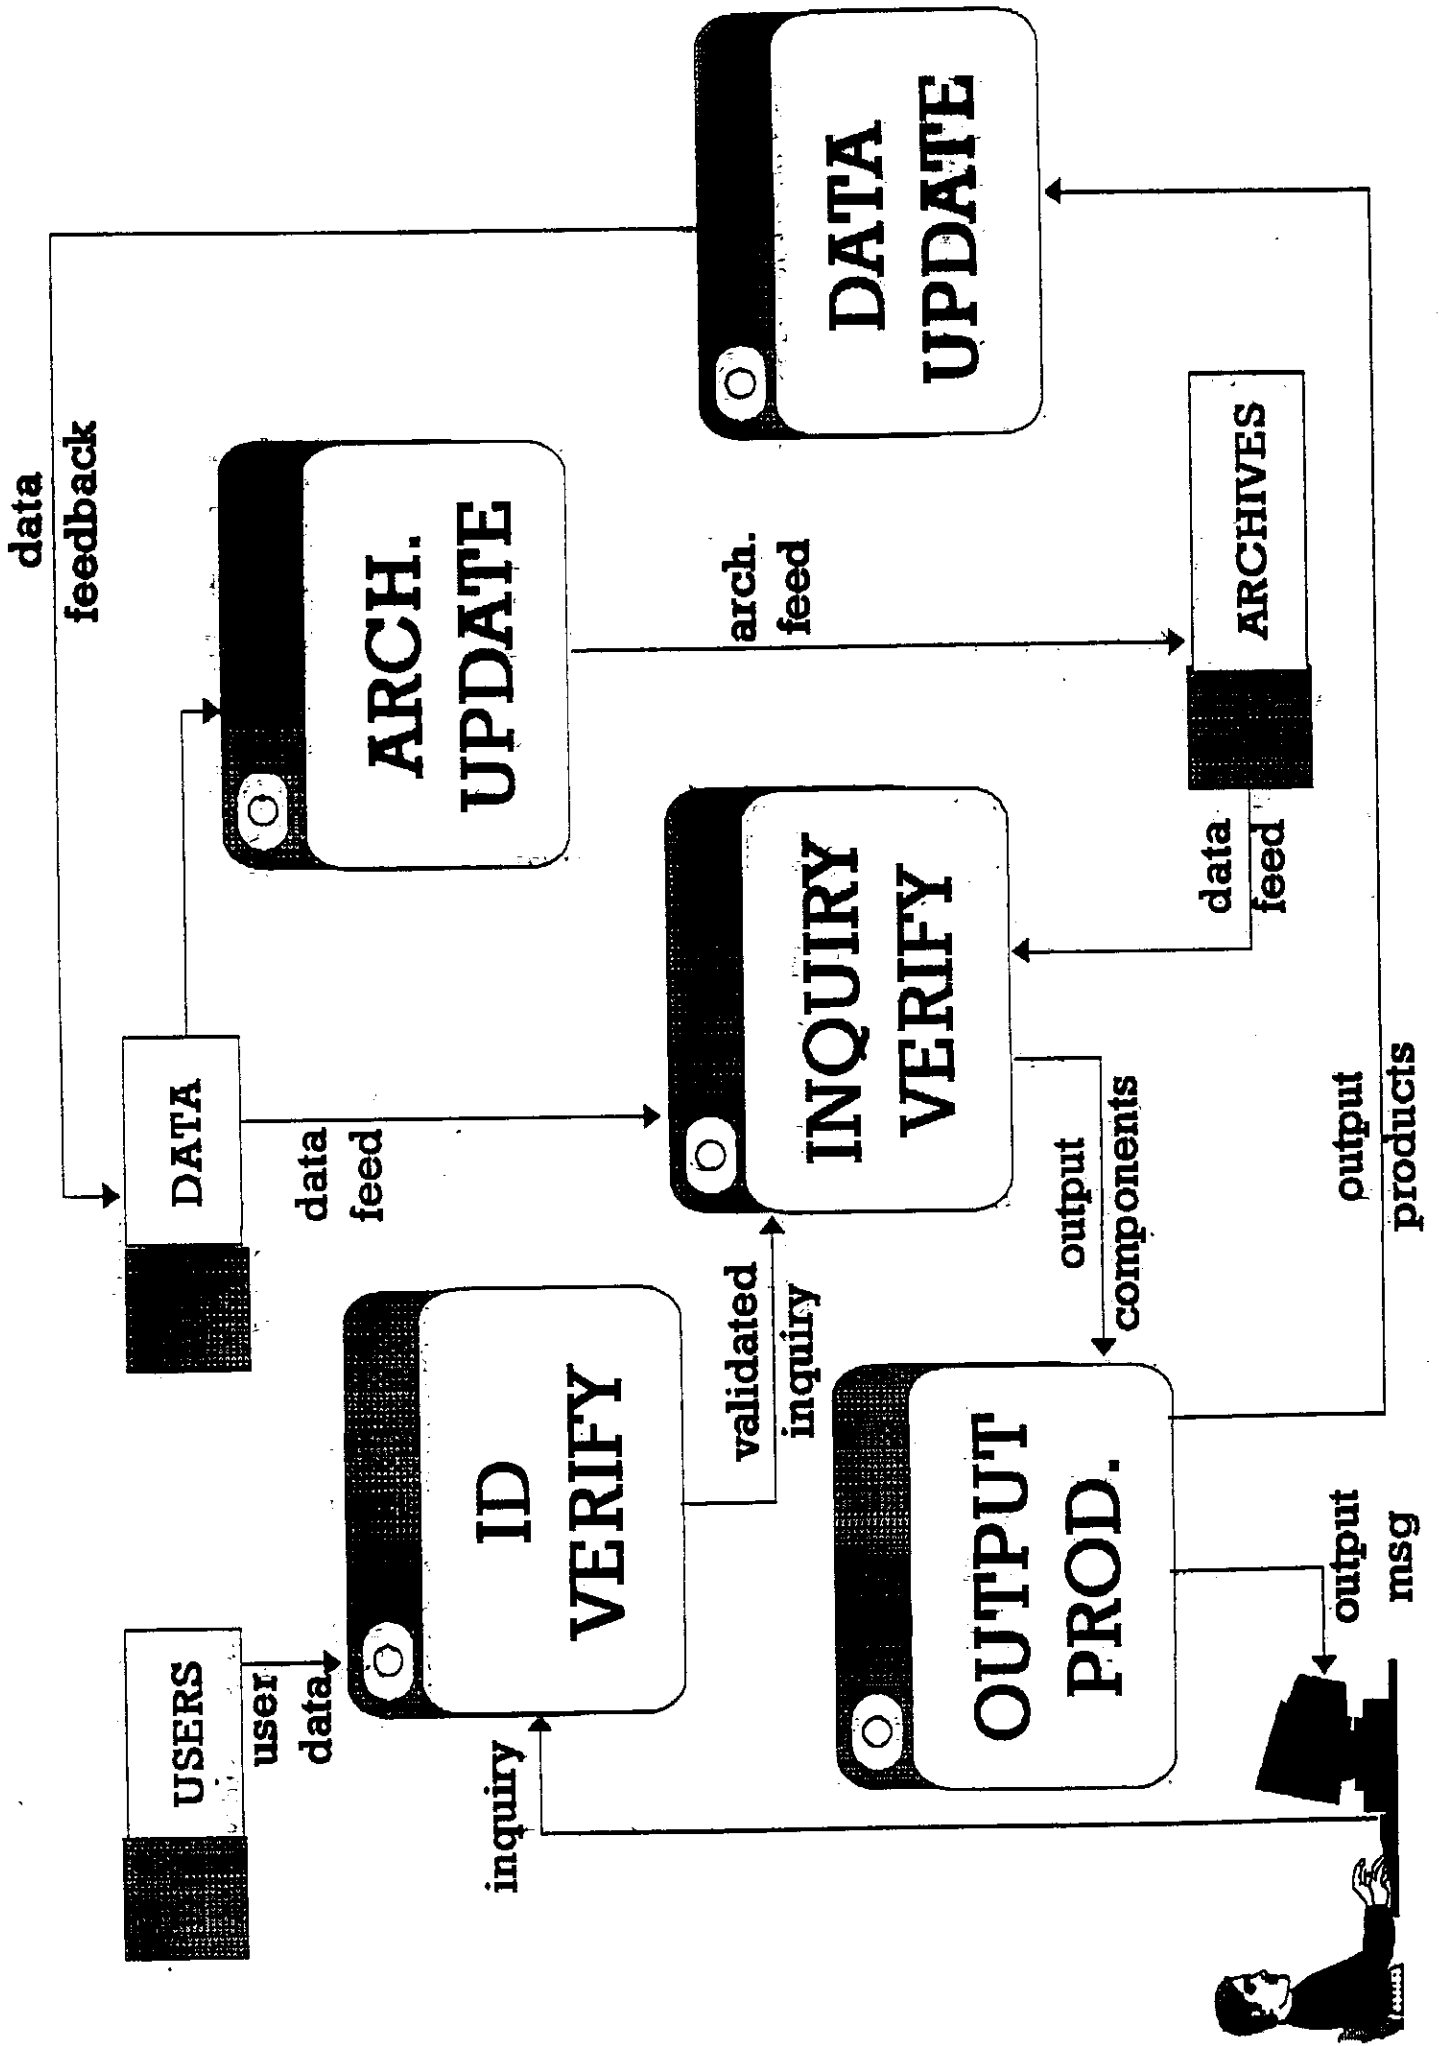 USERS
user
data
inquiry
ID
VERIFY
validated
inquiry
DATA
data
feed
data
feedback
ARCH.
UPDATE
arch.
feed
INQUIRY
VERIFY
data
feed
ARCHIVES
output
components
OUTPUT
PROD.
output
msg
output
products
DATA
UPDATE